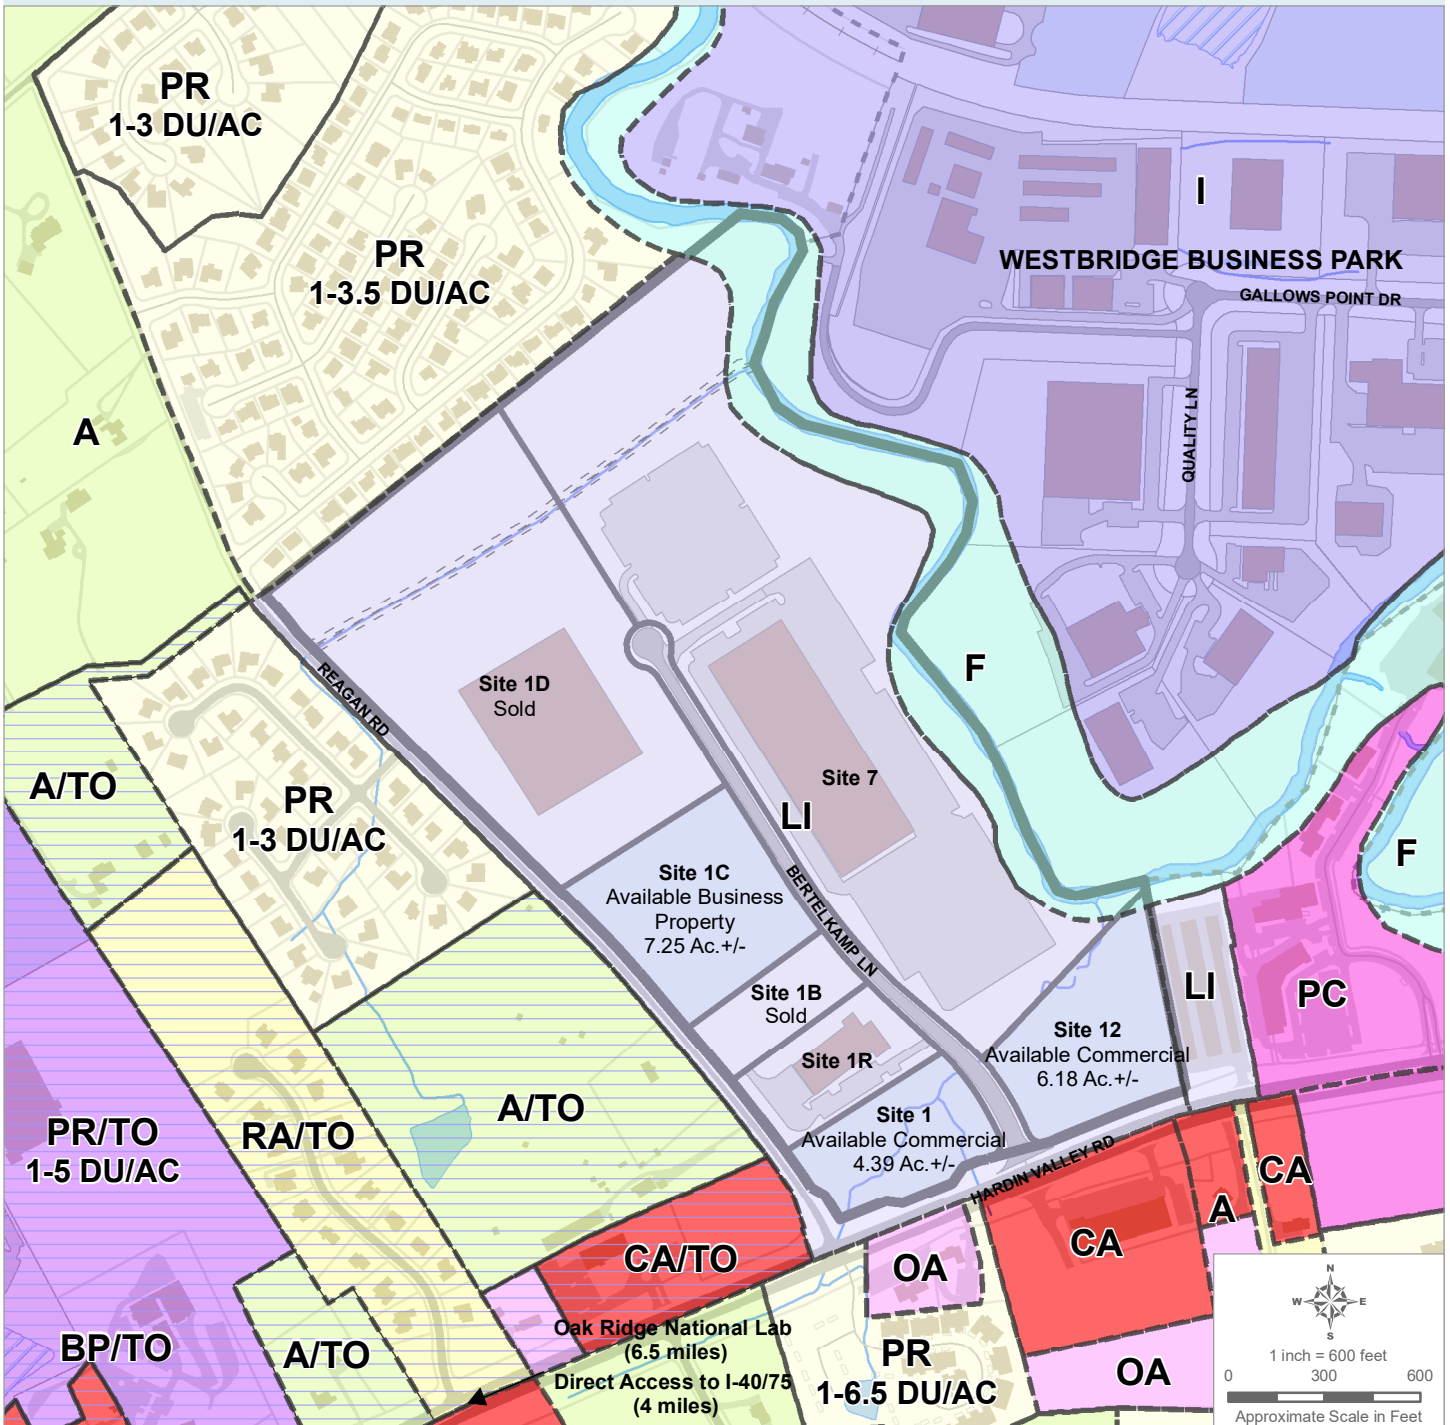 PR
1-3 DU/AC
I
PR
1-3.5 DU/AC
WESTBRIDGE BUSINESS PARK
GALLOWS POINT DR
QUALITY LN
A
REAGAN RD
Site 1D
Sold
F
A/TO
PR
1-3 DU/AC
Site 7
LI
F
Site 1C
Available Business
Property
7.25 Ac.+/-
BERTELKAMP LN
Site 1B
Sold
LI
PC
Site 12
Available Commercial
6.18 Ac.+/-
Site 1R
A/TO
PR/TO
1-5 DU/AC
RA/TO
Site 1
Available Commercial
4.39 Ac.+/-
HARDIN VALLEY RD
CA
A
CA
CA/TO
OA
BP/TO
A/TO
Oak Ridge National Lab
(6.5 miles)
Direct Access to I-40/75
(4 miles)
PR
1-6.5 DU/AC
OA
N
W E
S
1 inch = 600 feet
0 300 600
Approximate Scale in Feet